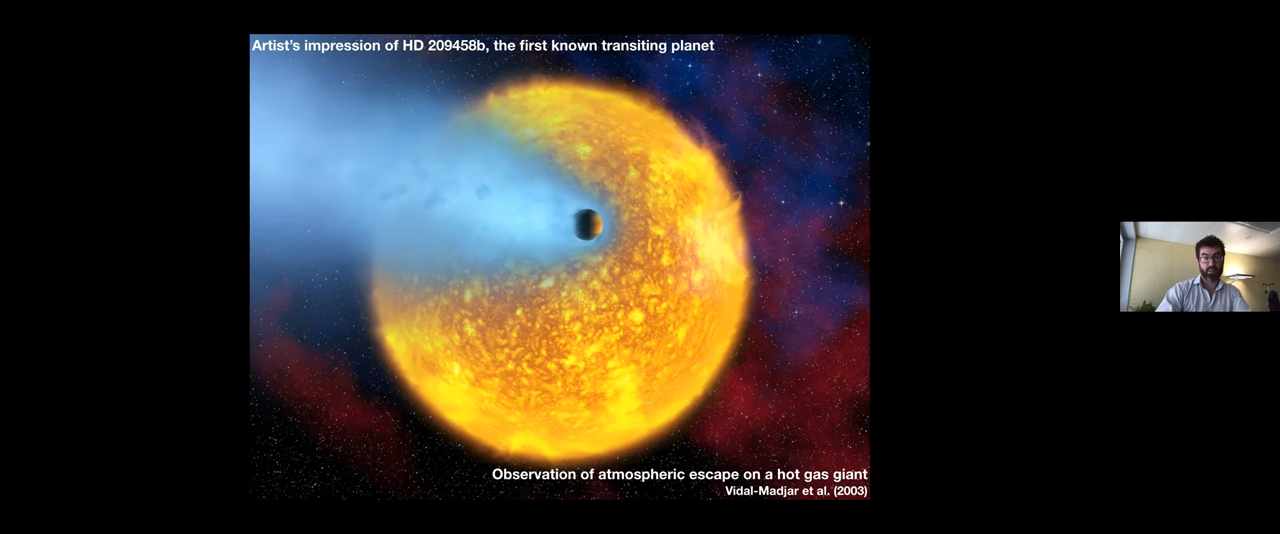 Artist's impression of HD 209458b, the first known transiting planet
Observation of atmospheric escape on a hot gas giant
Vidal-Madjar et al. (2003)